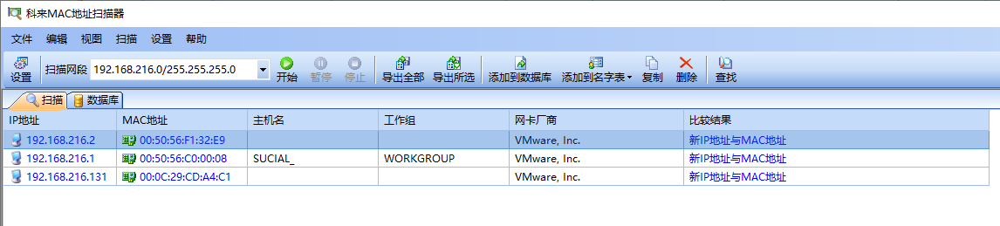 科来MAC地址扫描器
文件 编辑 视图 扫描 设置 帮助
设置 扫描网段 192.168.216.0/255.255.255.0 开始 暂停 停止 导出全部 导出所选 添加到数据库 添加到名字表 复制 删除 查找
扫描 数据库
IP地址 MAC地址 主机名 工作组 网卡厂商 比较结果
192.168.216.2 00:50:56:F1:32:E9 VMware, Inc. 新IP地址与MAC地址
192.168.216.1 00:50:56:C0:00:08 SUCIAL_ WORKGROUP VMware, Inc. 新IP地址与MAC地址
192.168.216.131 00:0C:29:CD:A4:C1 VMware, Inc. 新IP地址与MAC地址